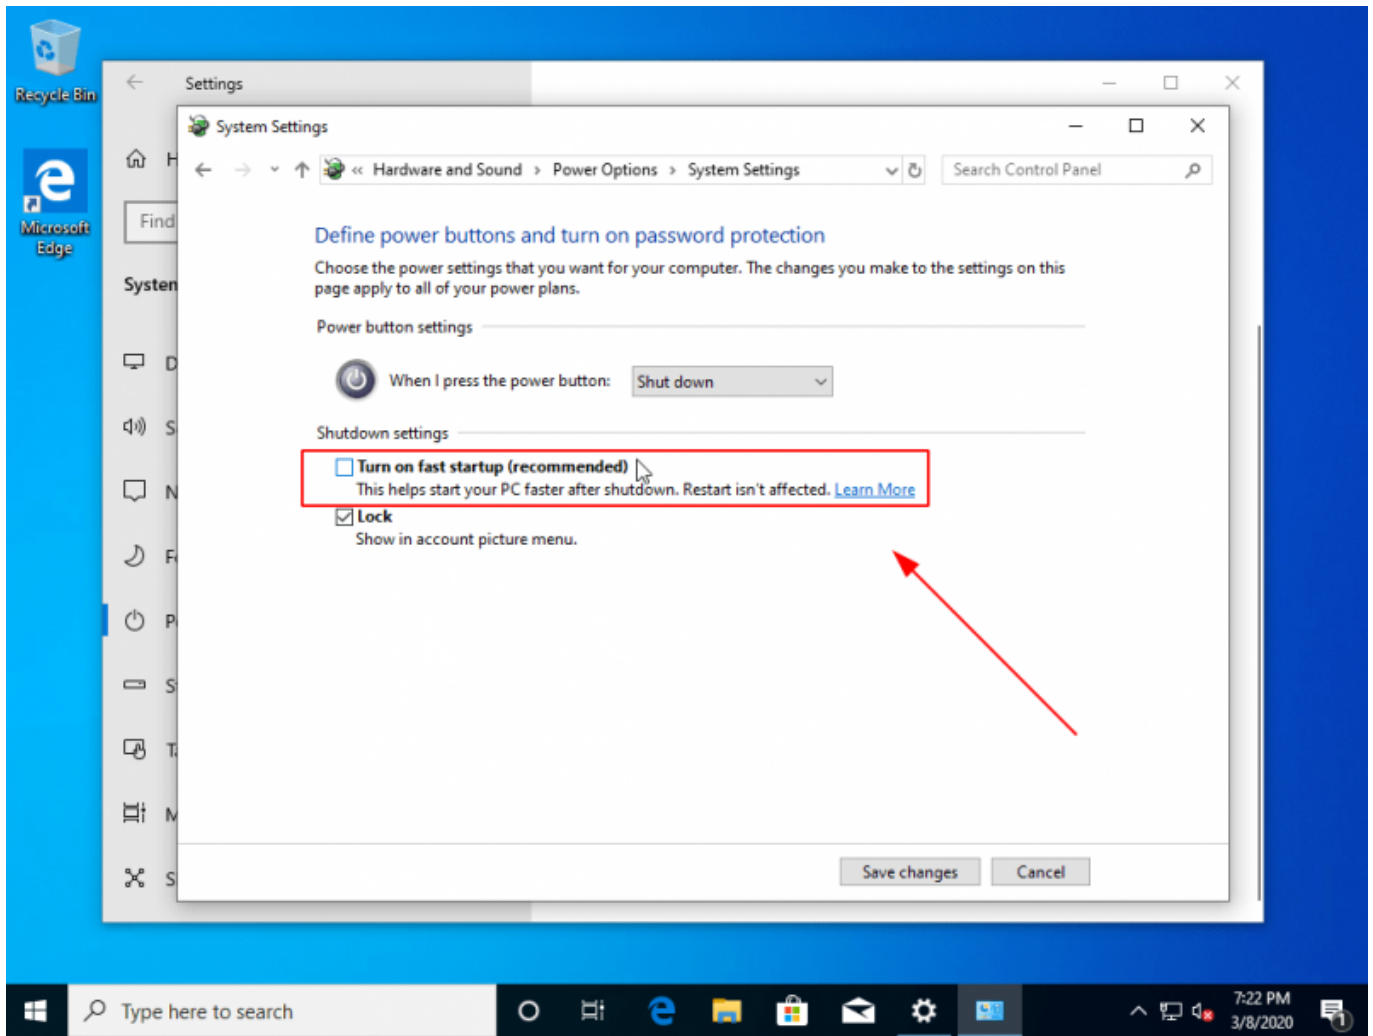 Recycle Bin
Microsoft
Edge
Settings
System Settings
« Hardware and Sound > Power Options > System Settings
Search Control Panel
Find
Define power buttons and turn on password protection
Choose the power settings that you want for your computer. The changes you make to the settings on this
page apply to all of your power plans.
Power button settings
When I press the power button: Shut down
Shutdown settings
Turn on fast startup (recommended)
This helps start your PC faster after shutdown. Restart isn't affected. Learn More
Lock
Show in account picture menu.
Save changes Cancel
Type here to search
7:22 PM
3/8/2020
1